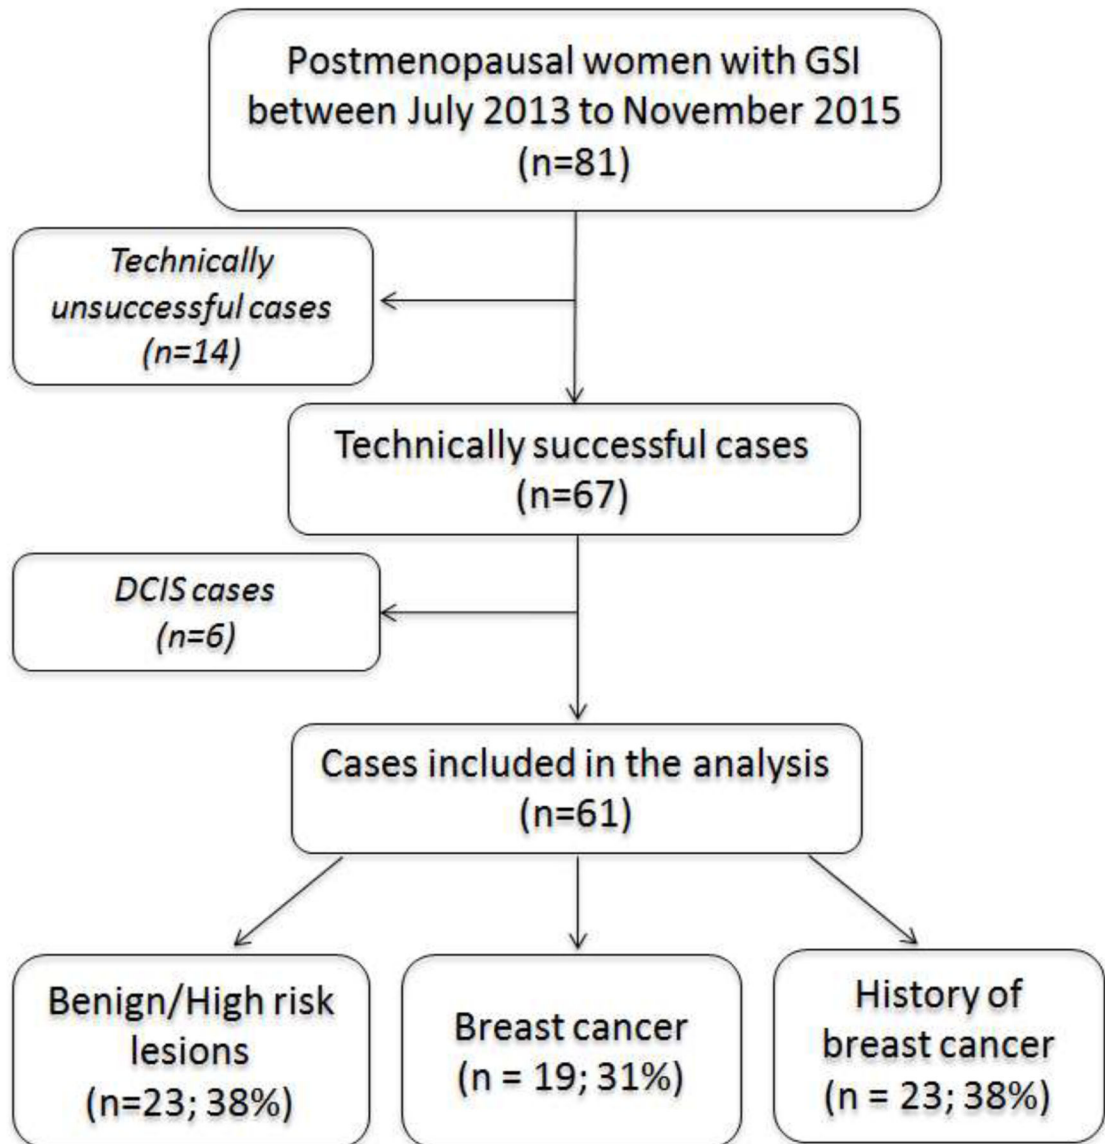 Postmenopausal women with GSI
between July 2013 to November 2015
(n=81)
Technically
unsuccessful cases
(n=14)
Technically successful cases
(n=67)
DCIS cases
(n=6)
Cases included in the analysis
(n=61)
Benign/High risk
lesions
(n=23; 38%)
Breast cancer
(n = 19; 31%)
History of
breast cancer
(n = 23; 38%)